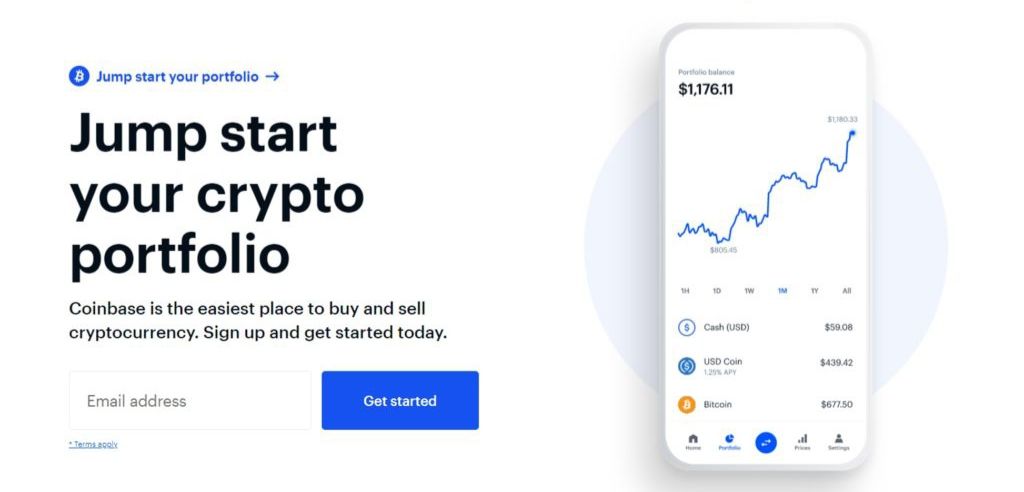 Jump start your portfolio →
Jump start
your crypto
portfolio
Coinbase is the easiest place to buy and sell
cryptocurrency. Sign up and get started today.
Email address
Get started
* Terms apply
Portfolio balance
$1,176.11
$1,180.33
$805.45
1H 1D 1W 1M 1Y All
Cash (USD) $59.08
USD Coin $439.42
1.25% APY
Bitcoin $677.50
Home Portfolio Prices Settings